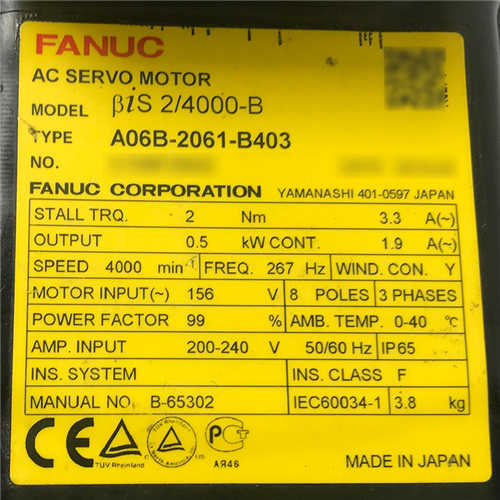 FANUC
AC SERVO MOTOR
MODEL βiS 2/4000-B
TYPE A06B-2061-B403
NO.
FANUC CORPORATION YAMANASHI 401-0597 JAPAN
STALL TRQ. 2 Nm 3.3 A(~)
OUTPUT 0.5 kW CONT. 1.9 A(~)
SPEED 4000 min⁻¹ FREQ. 267 Hz WIND. CON. Y
MOTOR INPUT(~) 156 V 8 POLES 3 PHASES
POWER FACTOR 99 % AMB. TEMP. 0-40 ℃
AMP. INPUT 200-240 V 50/60 Hz IP65
INS. SYSTEM INS. CLASS F
MANUAL NO. B-65302 IEC60034-1 3.8 kg
CE TÜV Rheinland АЯ46
MADE IN JAPAN